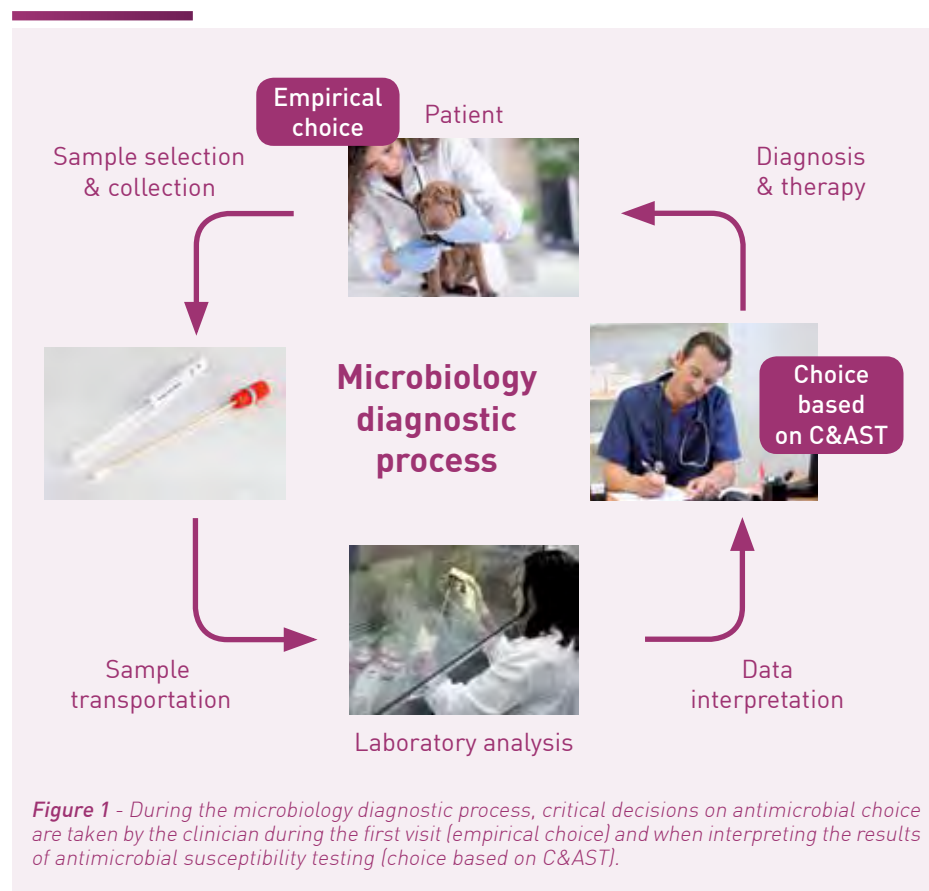 Empirical
choice
Patient
Sample selection
& collection
Diagnosis
& therapy
Microbiology
diagnostic
process
Choice
based
on C&AST
Sample
transportation
Laboratory analysis
Data
interpretation
Figure 1 - During the microbiology diagnostic process, critical decisions on antimicrobial choice
are taken by the clinician during the first visit (empirical choice) and when interpreting the results
of antimicrobial susceptibility testing (choice based on C&AST).